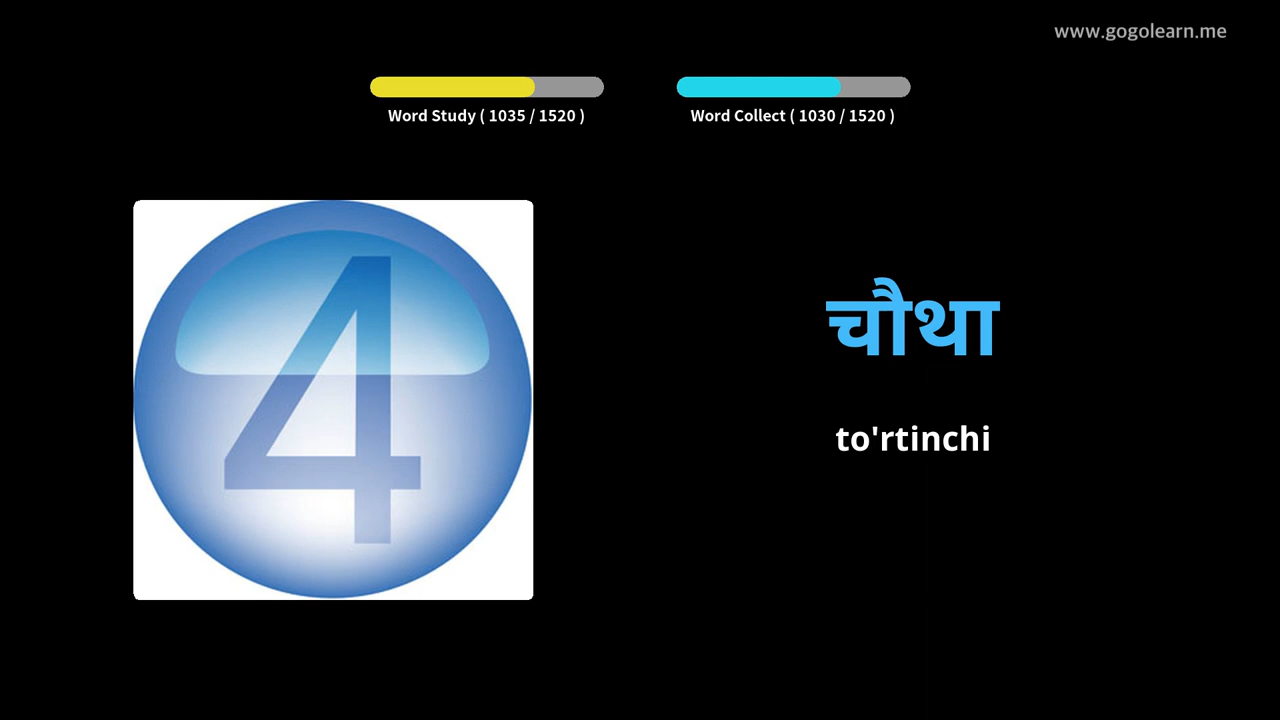 www.gogolearn.me
Word Study ( 1035 / 1520 )
Word Collect ( 1030 / 1520 )
4
चौथा
to'rtinchi